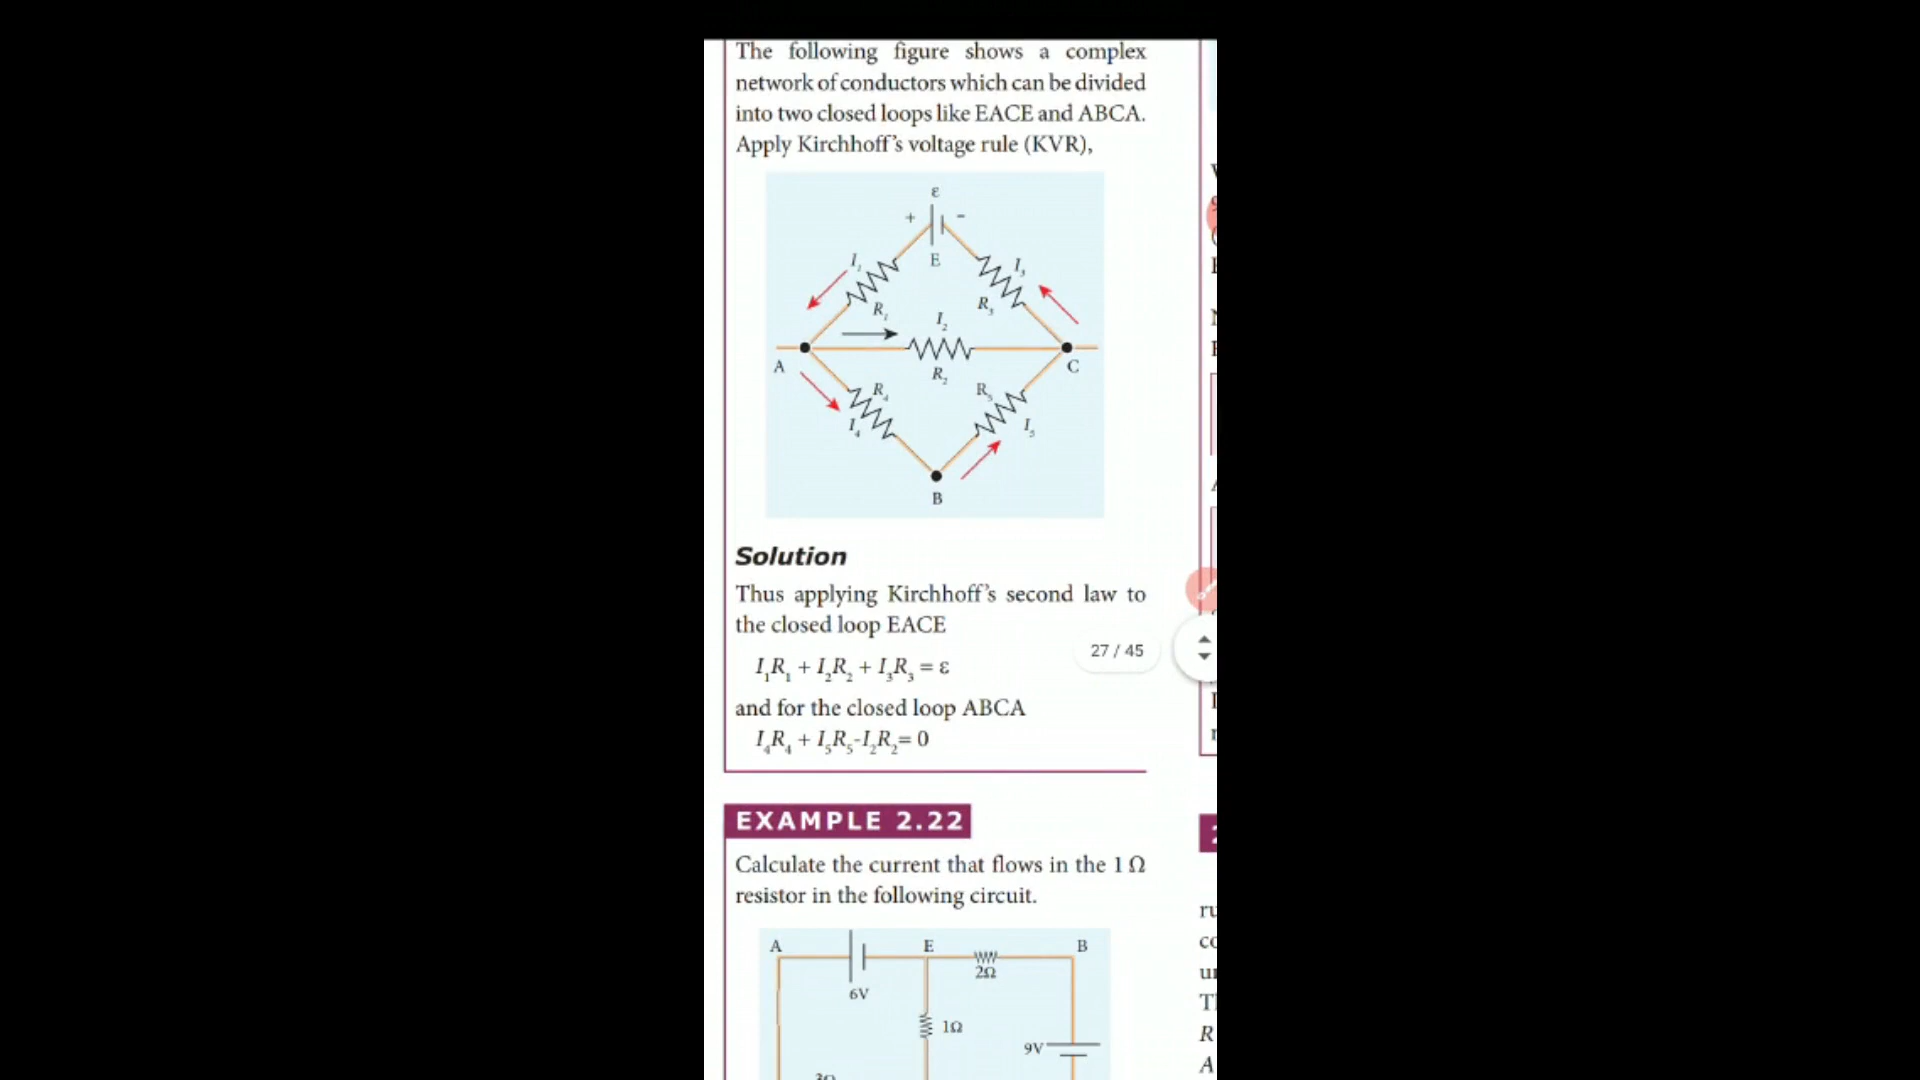 The following figure shows a complex
network of conductors which can be divided
into two closed loops like EACE and ABCA.
Apply Kirchhoff's voltage rule (KVR),
ε
+ -
E
I₁
R₁
I₃
R₃
I₂
R₂
A
C
R₄
I₄
R₅
I₅
B
Solution
Thus applying Kirchhoff's second law to
the closed loop EACE
27 / 45
I₁R₁ + I₂R₂ + I₃R₃ = ε
and for the closed loop ABCA
I₄R₄ + I₅R₅-I₂R₂= 0
EXAMPLE 2.22
Calculate the current that flows in the 1 Ω
resistor in the following circuit.
A E B
2Ω
6V
1Ω
9V
ru
co
R
A